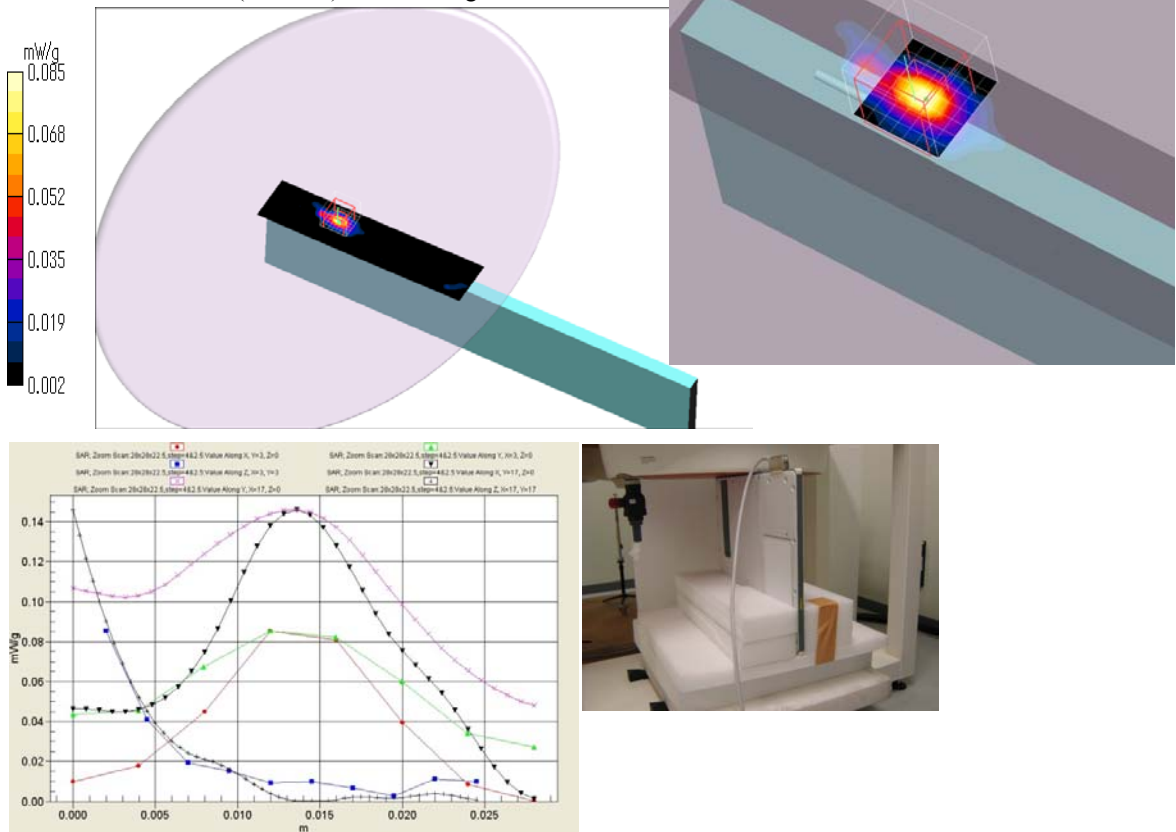 mW/g
0.085
0.068
0.052
0.035
0.019
0.002
SAR; Zoom Scan:28x28x22.5,step=4&2.5:Value Along X, Y=3, Z=0
SAR; Zoom Scan:28x28x22.5,step=4&2.5:Value Along Y, X=3, Z=0
SAR; Zoom Scan:28x28x22.5,step=4&2.5:Value Along Z, X=3, Y=3
SAR; Zoom Scan:28x28x22.5,step=4&2.5:Value Along X, Y=17, Z=0
SAR; Zoom Scan:28x28x22.5,step=4&2.5:Value Along Y, X=17, Z=0
SAR; Zoom Scan:28x28x22.5,step=4&2.5:Value Along Z, X=17, Y=17
0.14
0.12
0.10
0.08
mW/g
0.06
0.04
0.02
0.00
0.000 0.005 0.010 0.015 0.020 0.025
m